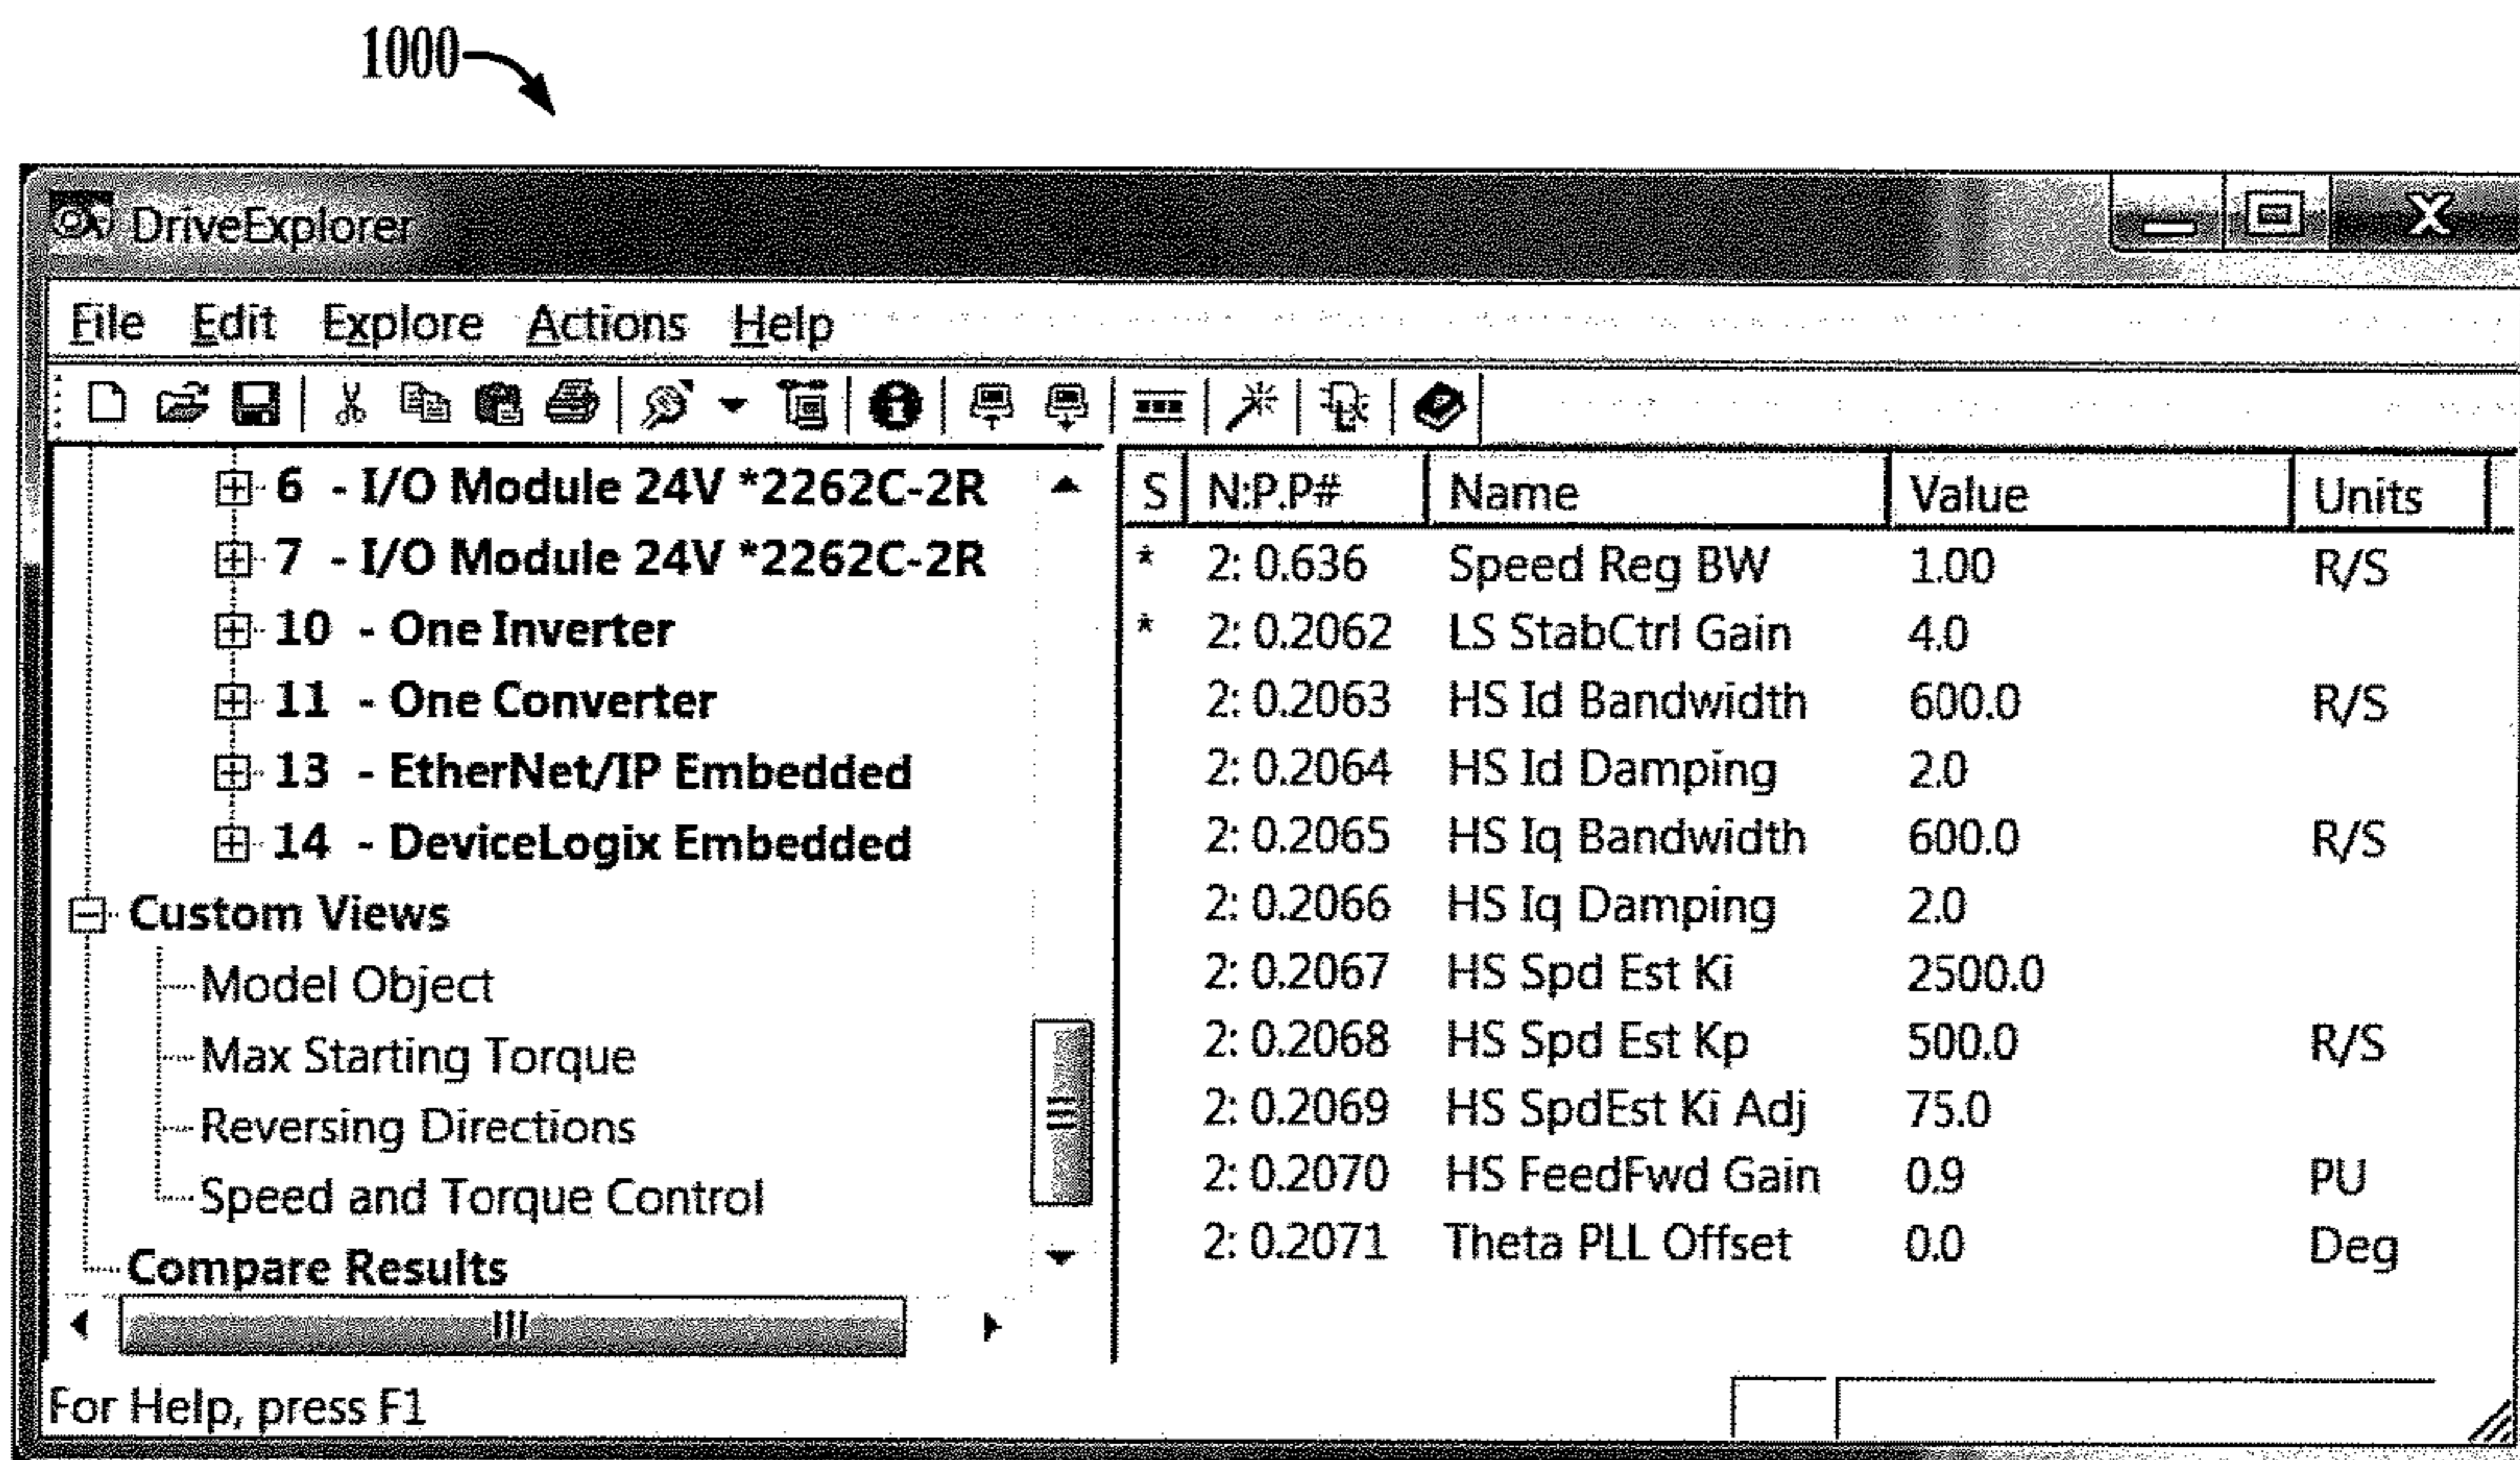 1000
DriveExplorer
File Edit Explore Actions Help
6 - I/O Module 24V *2262C-2R
7 - I/O Module 24V *2262C-2R
10 - One Inverter
11 - One Converter
13 - EtherNet/IP Embedded
14 - DeviceLogix Embedded
Custom Views
Model Object
Max Starting Torque
Reversing Directions
Speed and Torque Control
Compare Results
S N:P.P# Name Value Units
* 2: 0.636 Speed Reg BW 1.00 R/S
* 2: 0.2062 LS StabCtrl Gain 4.0
2: 0.2063 HS Id Bandwidth 600.0 R/S
2: 0.2064 HS Id Damping 2.0
2: 0.2065 HS Iq Bandwidth 600.0 R/S
2: 0.2066 HS Iq Damping 2.0
2: 0.2067 HS Spd Est Ki 2500.0
2: 0.2068 HS Spd Est Kp 500.0 R/S
2: 0.2069 HS SpdEst Ki Adj 75.0
2: 0.2070 HS FeedFwd Gain 0.9 PU
2: 0.2071 Theta PLL Offset 0.0 Deg
For Help, press F1